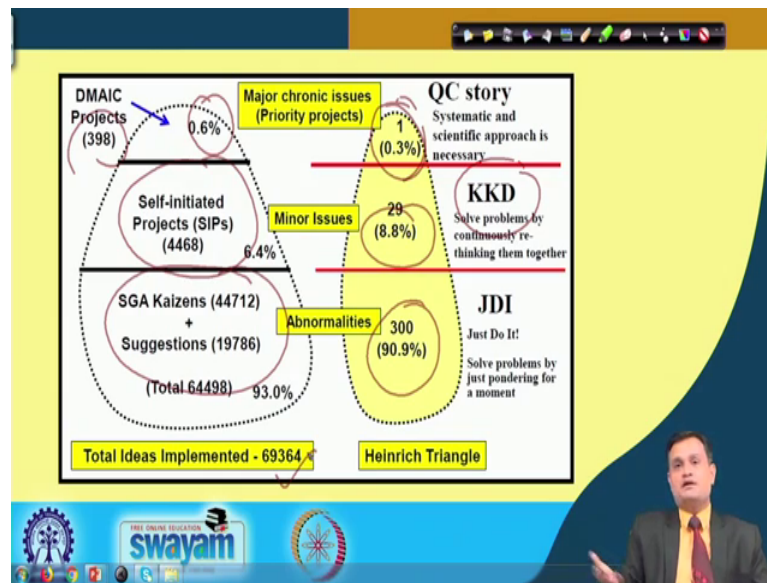 DMAIC
Projects
(398)
0.6%
Major chronic issues
(Priority projects)
1
(0.3%)
QC story
Systematic and
scientific approach is
necessary
Self-initiated
Projects (SIPs)
(4468)
6.4%
Minor Issues
29
(8.8%)
KKD
Solve problems by
continuously re-
thinking them together
SGA Kaizens (44712)
+
Suggestions (19786)
(Total 64498)
93.0%
Abnormalities
300
(90.9%)
JDI
Just Do It!
Solve problems by
just pondering for
a moment
Total Ideas Implemented - 69364
Heinrich Triangle
FREE ONLINE EDUCATION
swayam